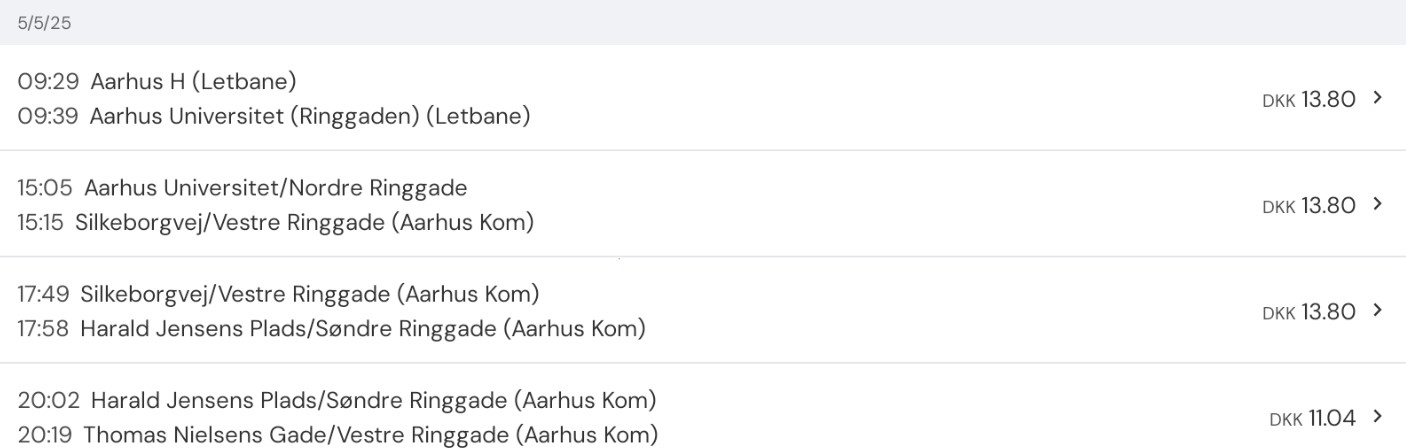 5/5/25
09:29 Aarhus H (Letbane)
09:39 Aarhus Universitet (Ringgaden) (Letbane)
DKK 13.80
15:05 Aarhus Universitet/Nordre Ringgade
15:15 Silkeborgvej/Vestre Ringgade (Aarhus Kom)
DKK 13.80
17:49 Silkeborgvej/Vestre Ringgade (Aarhus Kom)
17:58 Harald Jensens Plads/Søndre Ringgade (Aarhus Kom)
DKK 13.80
20:02 Harald Jensens Plads/Søndre Ringgade (Aarhus Kom)
20:19 Thomas Nielsens Gade/Vestre Ringgade (Aarhus Kom)
DKK 11.04